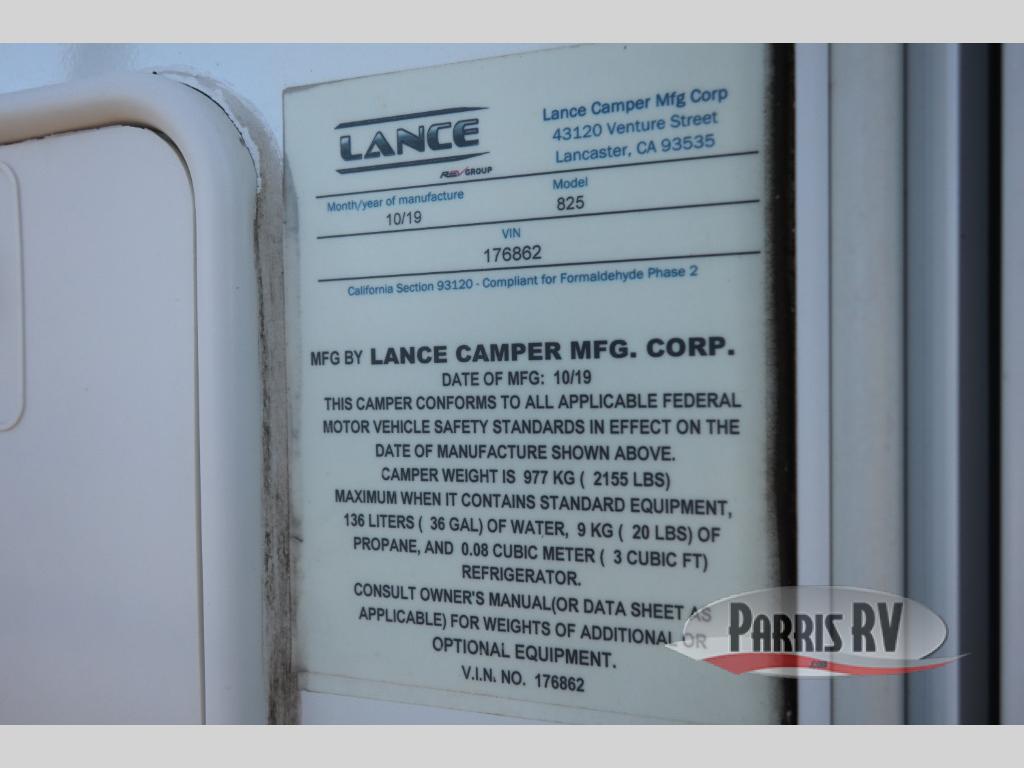 LANCE
REV GROUP
Lance Camper Mfg Corp
43120 Venture Street
Lancaster, CA 93535
Month/year of manufacture
10/19
Model
825
VIN
176862
California Section 93120 - Compliant for Formaldehyde Phase 2
MFG BY LANCE CAMPER MFG. CORP.
DATE OF MFG: 10/19
THIS CAMPER CONFORMS TO ALL APPLICABLE FEDERAL
MOTOR VEHICLE SAFETY STANDARDS IN EFFECT ON THE
DATE OF MANUFACTURE SHOWN ABOVE.
CAMPER WEIGHT IS 977 KG ( 2155 LBS)
MAXIMUM WHEN IT CONTAINS STANDARD EQUIPMENT,
136 LITERS ( 36 GAL) OF WATER, 9 KG ( 20 LBS) OF
PROPANE, AND 0.08 CUBIC METER ( 3 CUBIC FT)
REFRIGERATOR.
CONSULT OWNER'S MANUAL(OR DATA SHEET AS
APPLICABLE) FOR WEIGHTS OF ADDITIONAL OR
OPTIONAL EQUIPMENT.
V.I.N. NO. 176862
PARRIS RV
.com